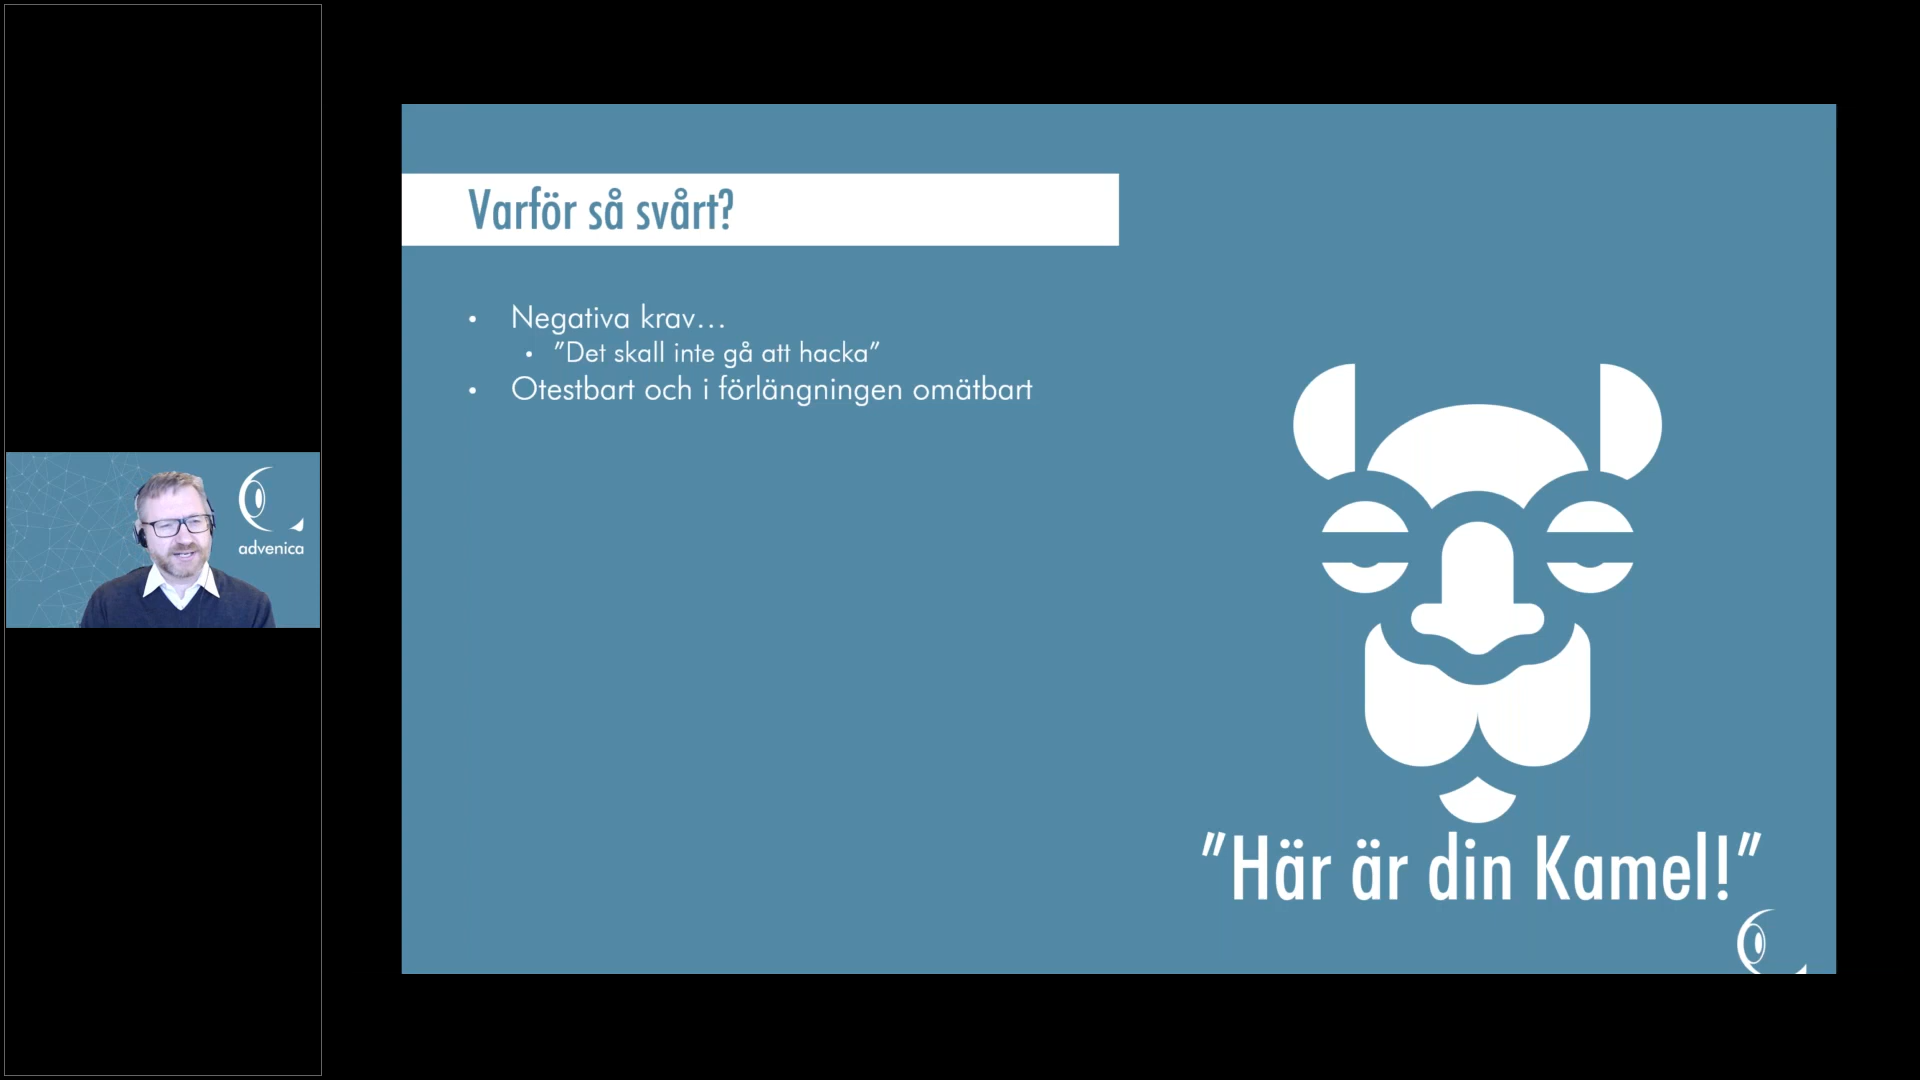 Varför så svårt?
• Negativa krav...
• ”Det skall inte gå att hacka”
• Otestbart och i förlängningen omätbart
advenica
”Här är din Kamel!”